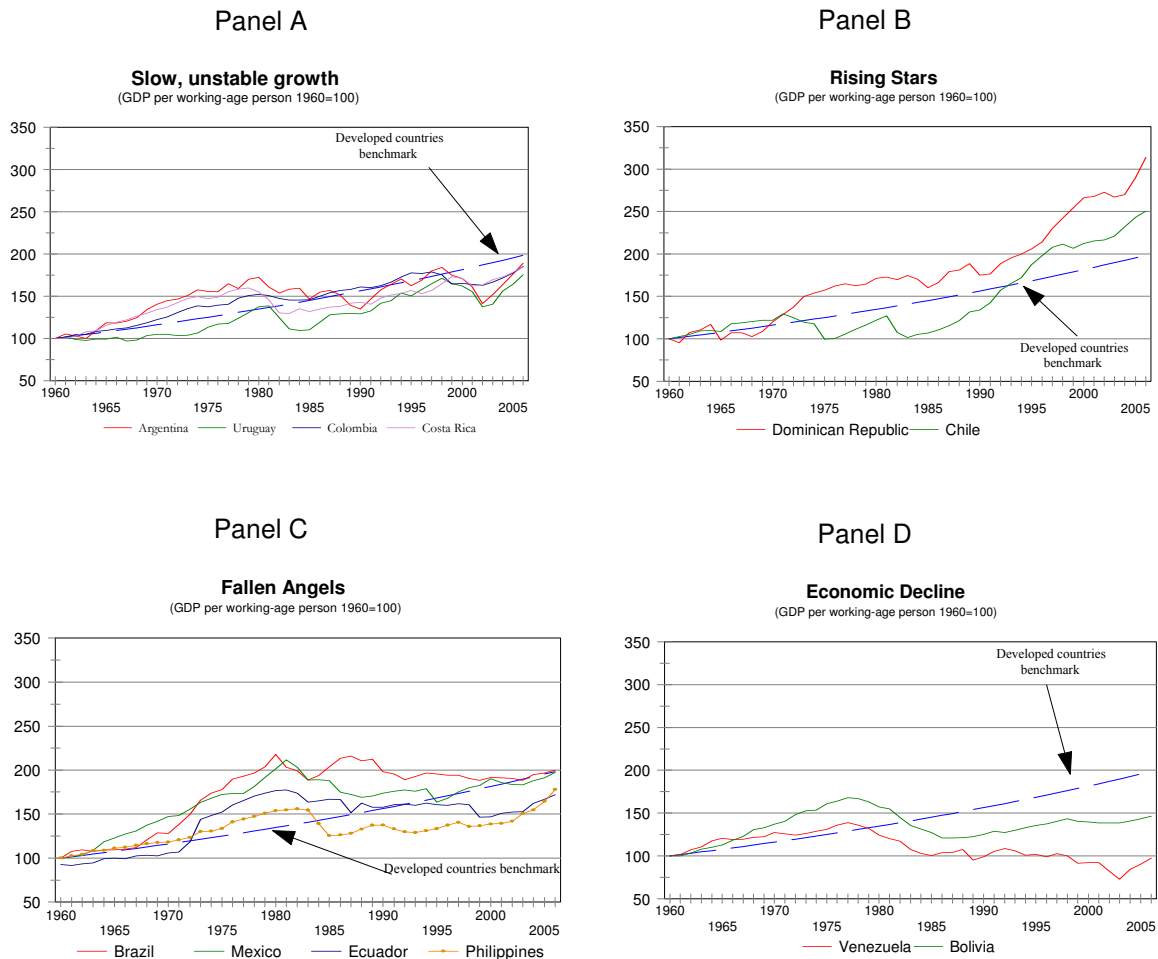 Panel A
Slow, unstable growth
(GDP per working-age person 1960=100)
Developed countries
benchmark
350
300
250
200
150
100
50
1960 1970 1980 1990 2000
1965 1975 1985 1995 2005
Argentina Uruguay Colombia Costa Rica
Panel B
Rising Stars
(GDP per working-age person 1960=100)
350
300
250
200
150
100
50
Developed countries
benchmark
1960 1970 1980 1990 2000
1965 1975 1985 1995 2005
Dominican Republic Chile
Panel C
Fallen Angels
(GDP per working-age person 1960=100)
350
300
250
200
150
100
50
Developed countries benchmark
1960 1970 1980 1990 2000
1965 1975 1985 1995 2005
Brazil Mexico Ecuador Philippines
Panel D
Economic Decline
(GDP per working-age person 1960=100)
Developed countries
benchmark
350
300
250
200
150
100
50
1960 1970 1980 1990 2000
1965 1975 1985 1995 2005
Venezuela Bolivia